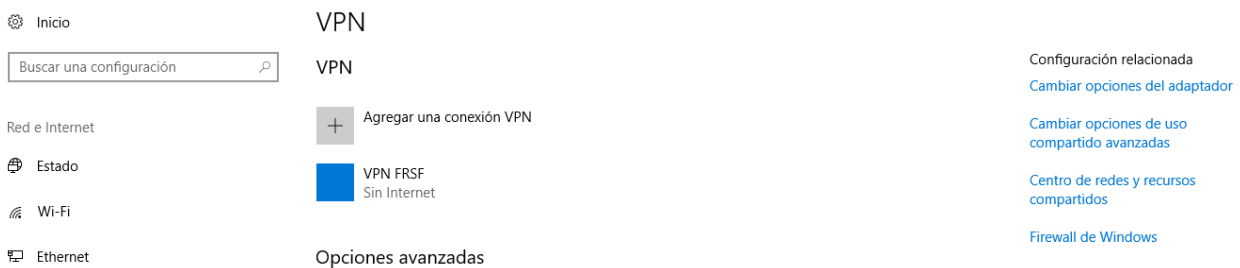 Inicio
Buscar una configuración
Red e Internet
Estado
Wi-Fi
Ethernet
VPN
VPN
Agregar una conexión VPN
VPN FRSF
Sin Internet
Opciones avanzadas
Configuración relacionada
Cambiar opciones del adaptador
Cambiar opciones de uso
compartido avanzadas
Centro de redes y recursos
compartidos
Firewall de Windows